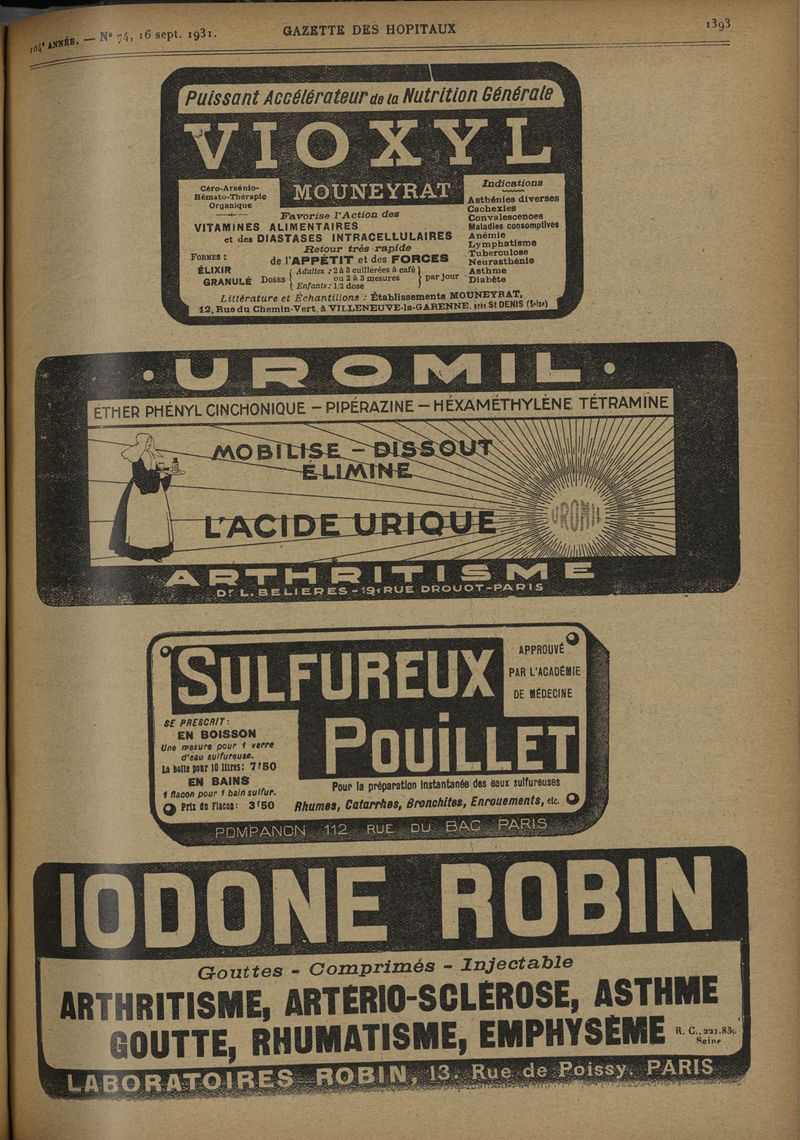 104e ANNÉE. — No 74, 16 sept. 1931.
GAZETTE DES HOPITAUX
1393
Puissant Accélérateur de la Nutrition Générale
VIOXYL
MOUNEYRAT
Céro-Arsénio-
Hémato-Thérapie
Organique
Favorise l'Action des
VITAMINES ALIMENTAIRES
et des DIASTASES INTRACELLULAIRES
Retour très rapide
de l'APPÉTIT et des FORCES
FORMES :
ÉLIXIR
GRANULÉ
DOSES
Adultes : 2 à 3 cuillerées à café
ou 2 à 3 mesures
Enfants : 1/2 dose
par jour
Indications
Asthénies diverses
Cachexies
Convalescences
Maladies consomptives
Anémie
Lymphatisme
Tuberculose
Neurasthénie
Asthme
Diabète
Littérature et Echantillons : Établissements MOUNEYRAT,
12, Rue du Chemin-Vert, à VILLENEUVE-la-GARENNE, près St DENIS (Seine)
• UROMIL •
ÉTHER PHÉNYL CINCHONIQUE — PIPÉRAZINE — HÉXAMÉTHYLÈNE TÉTRAMINE
MOBILISE — DISSOUT
ÉLIMINE
L'ACIDE URIQUE
UROMIL
ARTHRITISME
Dr L. BELIERES - 19, RUE DROUOT - PARIS
SULFUREUX
POUILLET
APPROUVÉ
PAR L'ACADÉMIE
DE MÉDECINE
SE PRESCRIT :
EN BOISSON
Une mesure pour 1 verre
d'eau sulfureuse.
La boîte pour 10 litres : 7f50
EN BAINS
1 flacon pour 1 bain sulfur.
Prix du Flacon : 3f50
Pour la préparation instantanée des eaux sulfureuses
Rhumes, Catarrhes, Bronchites, Enrouements, etc.
POMPANON 112 RUE DU BAC PARIS
IODONE ROBIN
Gouttes - Comprimés - Injectable
ARTHRITISME, ARTÉRIO-SCLÉROSE, ASTHME
GOUTTE, RHUMATISME, EMPHYSÈME
R. C., 221.839
Seine
LABORATOIRES ROBIN, 13. Rue de Poissy. PARIS